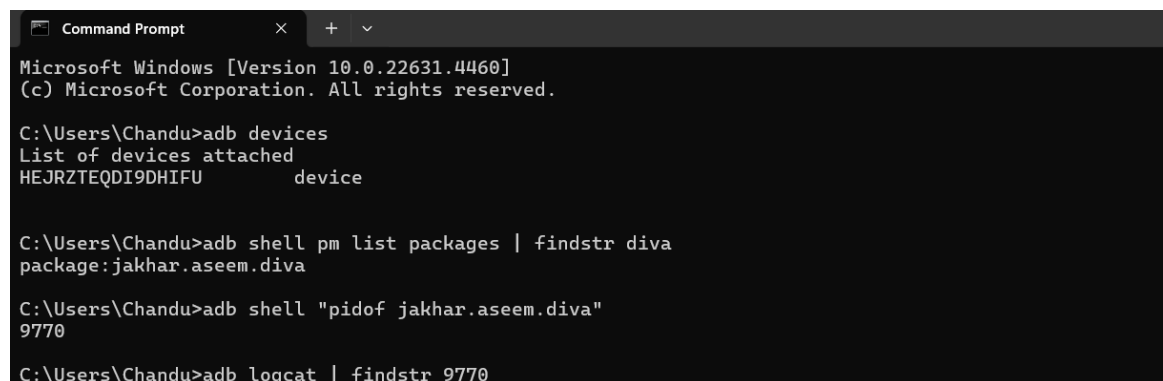 Command Prompt
Microsoft Windows [Version 10.0.22631.4460]
(c) Microsoft Corporation. All rights reserved.
C:\Users\Chandu>adb devices
List of devices attached
HEJRZTEQDI9DHIFU        device
C:\Users\Chandu>adb shell pm list packages | findstr diva
package:jakhar.aseem.diva
C:\Users\Chandu>adb shell "pidof jakhar.aseem.diva"
9770
C:\Users\Chandu>adb logcat | findstr 9770